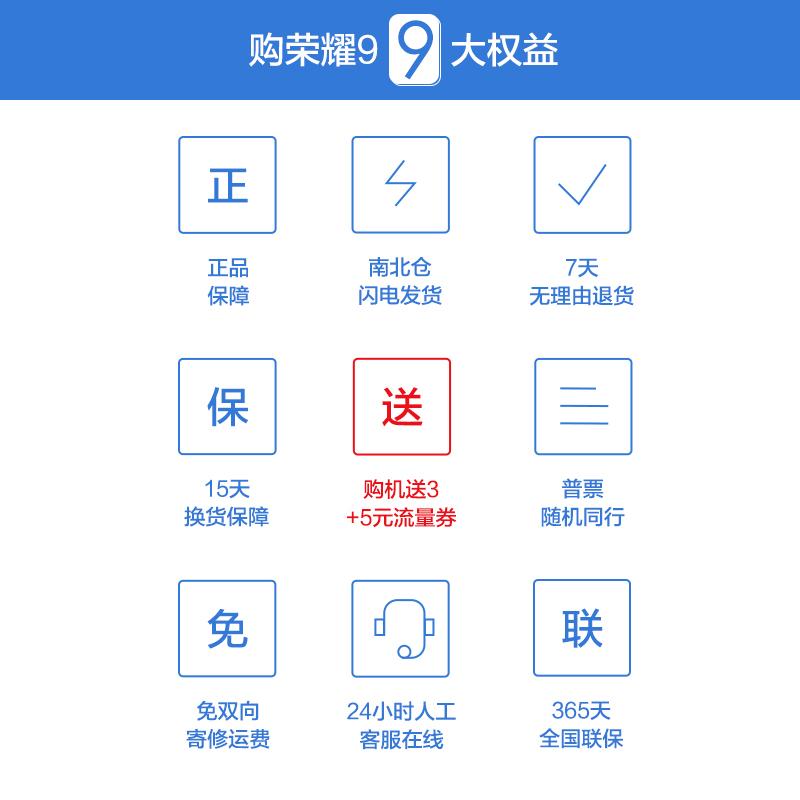 购荣耀9 9 大权益
正
正品
保障
南北仓
闪电发货
7天
无理由退货
保
15天
换货保障
送
购机送3
+5元流量券
普票
随机同行
免
免双向
寄修运费
24小时人工
客服在线
联
365天
全国联保